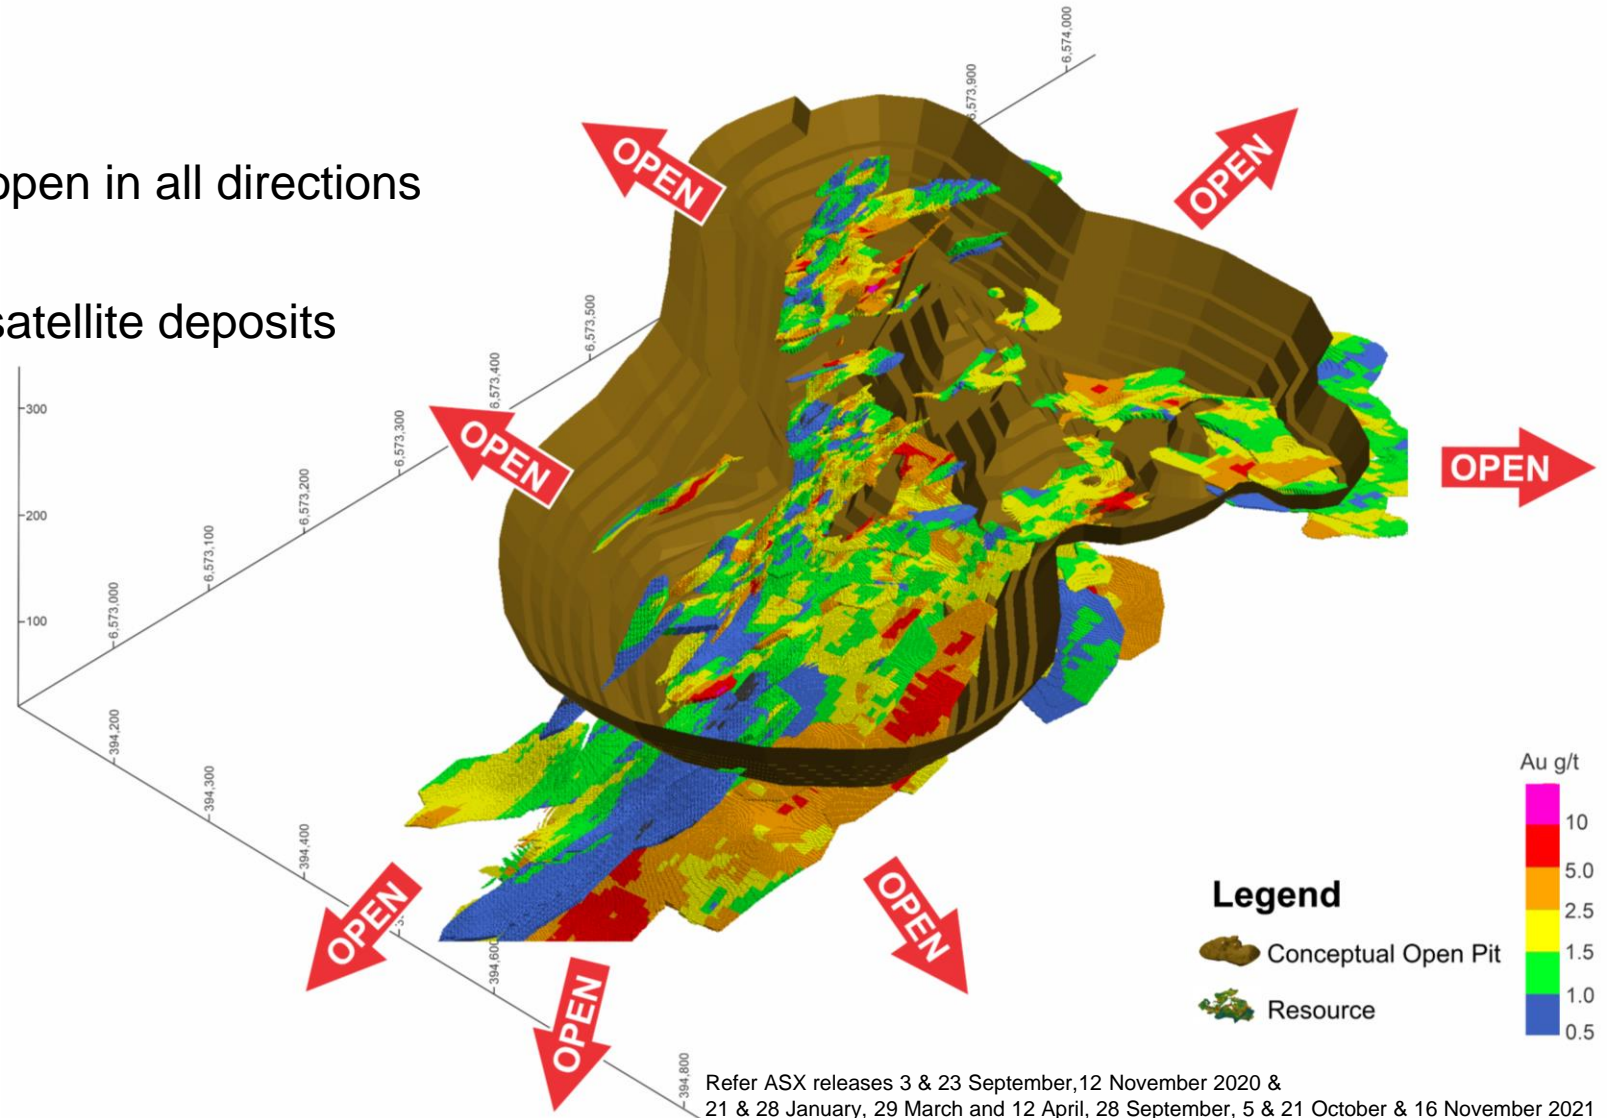 open in all directions
satellite deposits
OPEN
OPEN
OPEN
OPEN
OPEN
OPEN
OPEN
300
200
100
6,573,000
6,573,100
6,573,200
6,573,300
6,573,400
6,573,500
6,573,900
6,574,000
394,200
394,300
394,400
394,600
394,800
Au g/t
10
5.0
2.5
1.5
1.0
0.5
Legend
Conceptual Open Pit
Resource
Refer ASX releases 3 & 23 September,12 November 2020 &
21 & 28 January, 29 March and 12 April, 28 September, 5 & 21 October & 16 November 2021